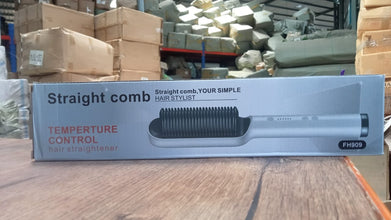 Straight comb
Straight comb,YOUR SIMPLE
HAIR STYLIST
TEMPERTURE
CONTROL
hair straightener
FH909